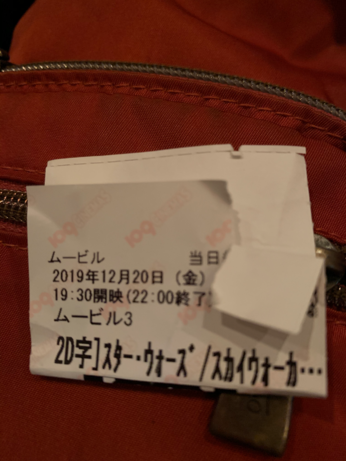 ムービル 当日
2019年12月20日（金）
19:30開映(22:00終了
ムービル3
2D字]スター・ウォーズ/スカイウォーカ…